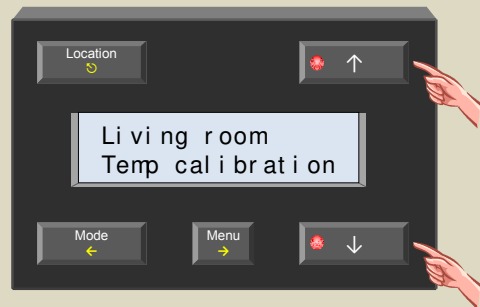 Location
Living room
Temp calibration
Mode
Menu